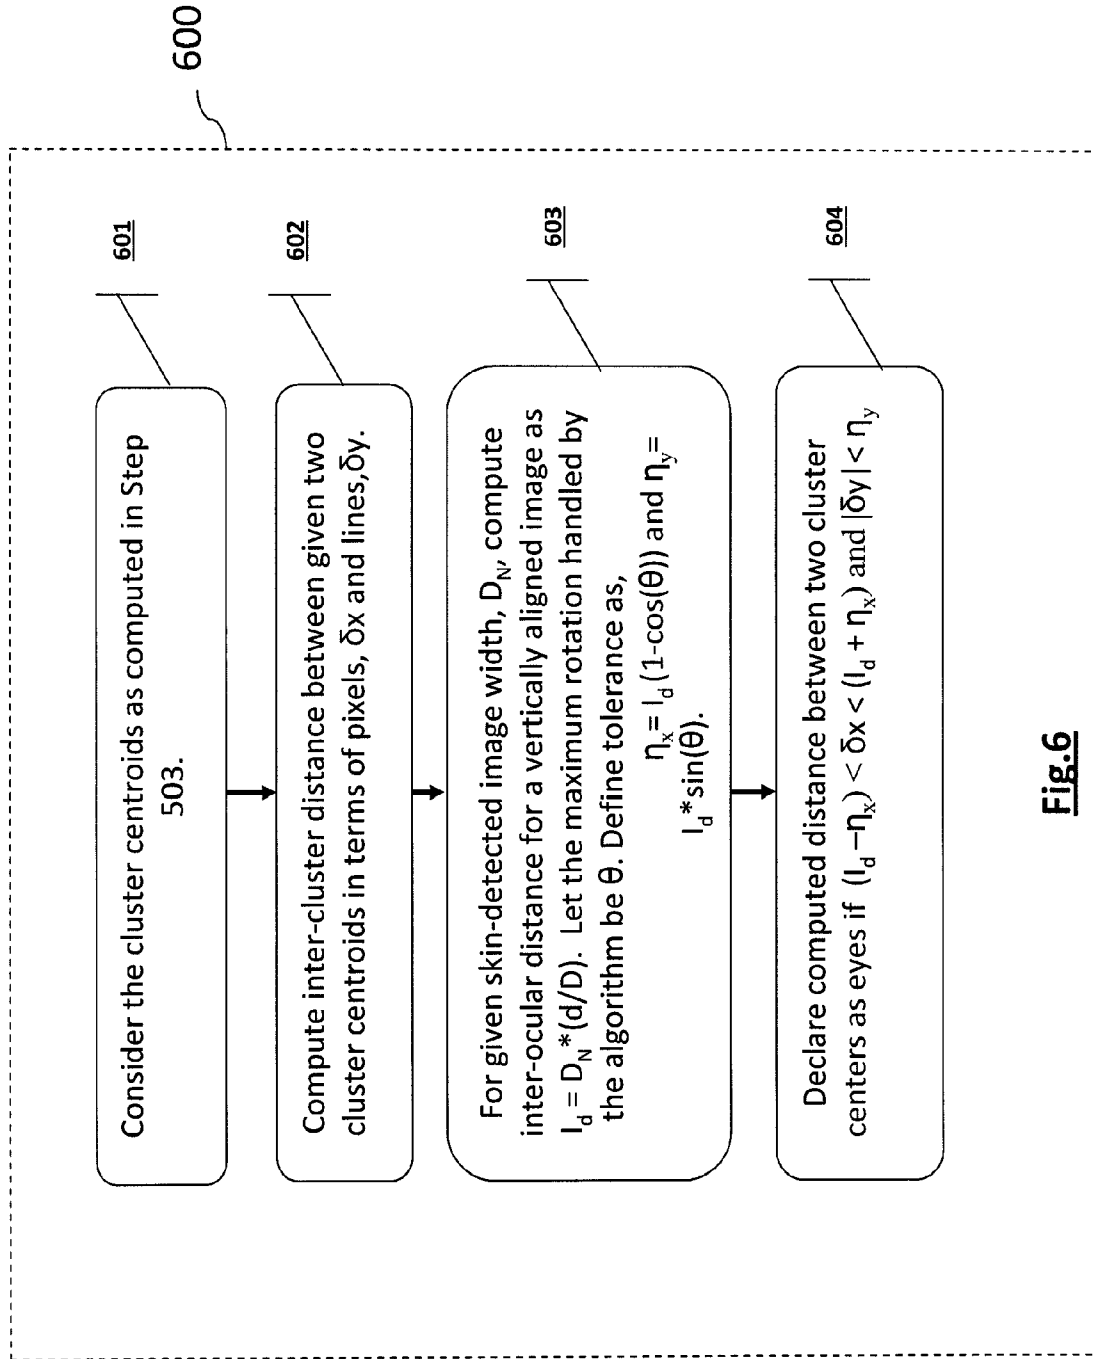 600
Consider the cluster centroids as computed in Step
503.
601
Compute inter-cluster distance between given two
cluster centroids in terms of pixels, δx and lines,δy.
602
For given skin-detected image width, D_N, compute
inter-ocular distance for a vertically aligned image as
I_d = D_N*(d/D). Let the maximum rotation handled by
the algorithm be θ. Define tolerance as,
η_x= I_d (1-cos(θ)) and η_y=
I_d*sin(θ).
603
Declare computed distance between two cluster
centers as eyes if (I_d –η_x) < δx < (I_d + η_x) and |δy|< η_y
604
Fig.6